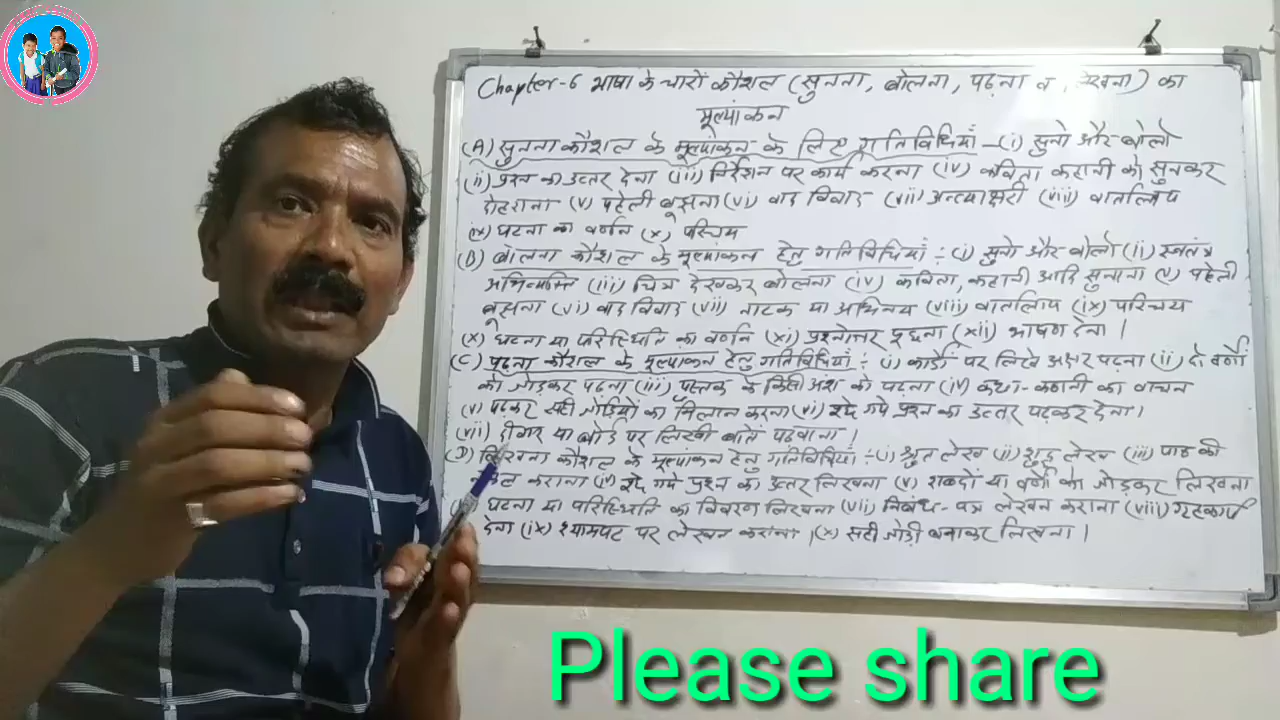 Chapter-6 भाषा के चारों कौशल (सुनना, बोलना, पढ़ना व लिखना) का
मूल्यांकन
(A) सुनना कौशल के मूल्यांकन के लिए गतिविधियाँ - (i) सुनो और बोलो
(ii) प्रश्न का उत्तर देना (iii) निर्देशन पर कार्य करना (iv) कविता कहानी को सुनकर
दोहराना (v) पहेली बूझना (vi) वाद विवाद (vii) अन्त्याक्षरी (viii) वार्तालाप
(ix) घटना का वर्णन (x) परिचय
(B) बोलना कौशल के मूल्यांकन हेतु गतिविधियाँ :- (i) सुनो और बोलो (ii) स्वतंत्र
अभिव्यक्ति (iii) चित्र देखकर बोलना (iv) कविता, कहानी आदि सुनाना (v) पहेली
बूझना (vi) वाद विवाद (vii) नाटक या अभिनय (viii) वार्तालाप (ix) परिचय
(x) घटना या परिस्थिति का वर्णन (xi) प्रश्नोत्तर पूछना (xii) भाषण देना।
(C) पढ़ना कौशल के मूल्यांकन हेतु गतिविधियाँ :- (i) कार्डों पर लिखे अक्षर पढ़ना (ii) दो वर्णों
को जोड़कर पढ़ना (iii) पुस्तक के किसी अंश को पढ़ना (iv) कथा-कहानी का वाचन
(v) पढ़कर सही जोड़ियों का मिलान करना (vi) दिये गये प्रश्न का उत्तर पढ़कर देना।
(vii) दीवार या बोर्ड पर लिखी बातें पढ़वाना।
(D) लिखना कौशल के मूल्यांकन हेतु गतिविधियाँ :- (i) श्रुत लेख (ii) शुद्ध लेख (iii) पाठ की
नकल कराना (iv) दिये गये प्रश्न का उत्तर लिखना (v) शब्दों या वर्णों को जोड़कर लिखना
घटना या परिस्थिति का विवरण लिखना (vii) निबंध-पत्र लेखन कराना (viii) गृहकार्य
देना (ix) श्यामपट पर लेखन कराना। (x) सही जोड़ी बनाकर लिखना।
Please share